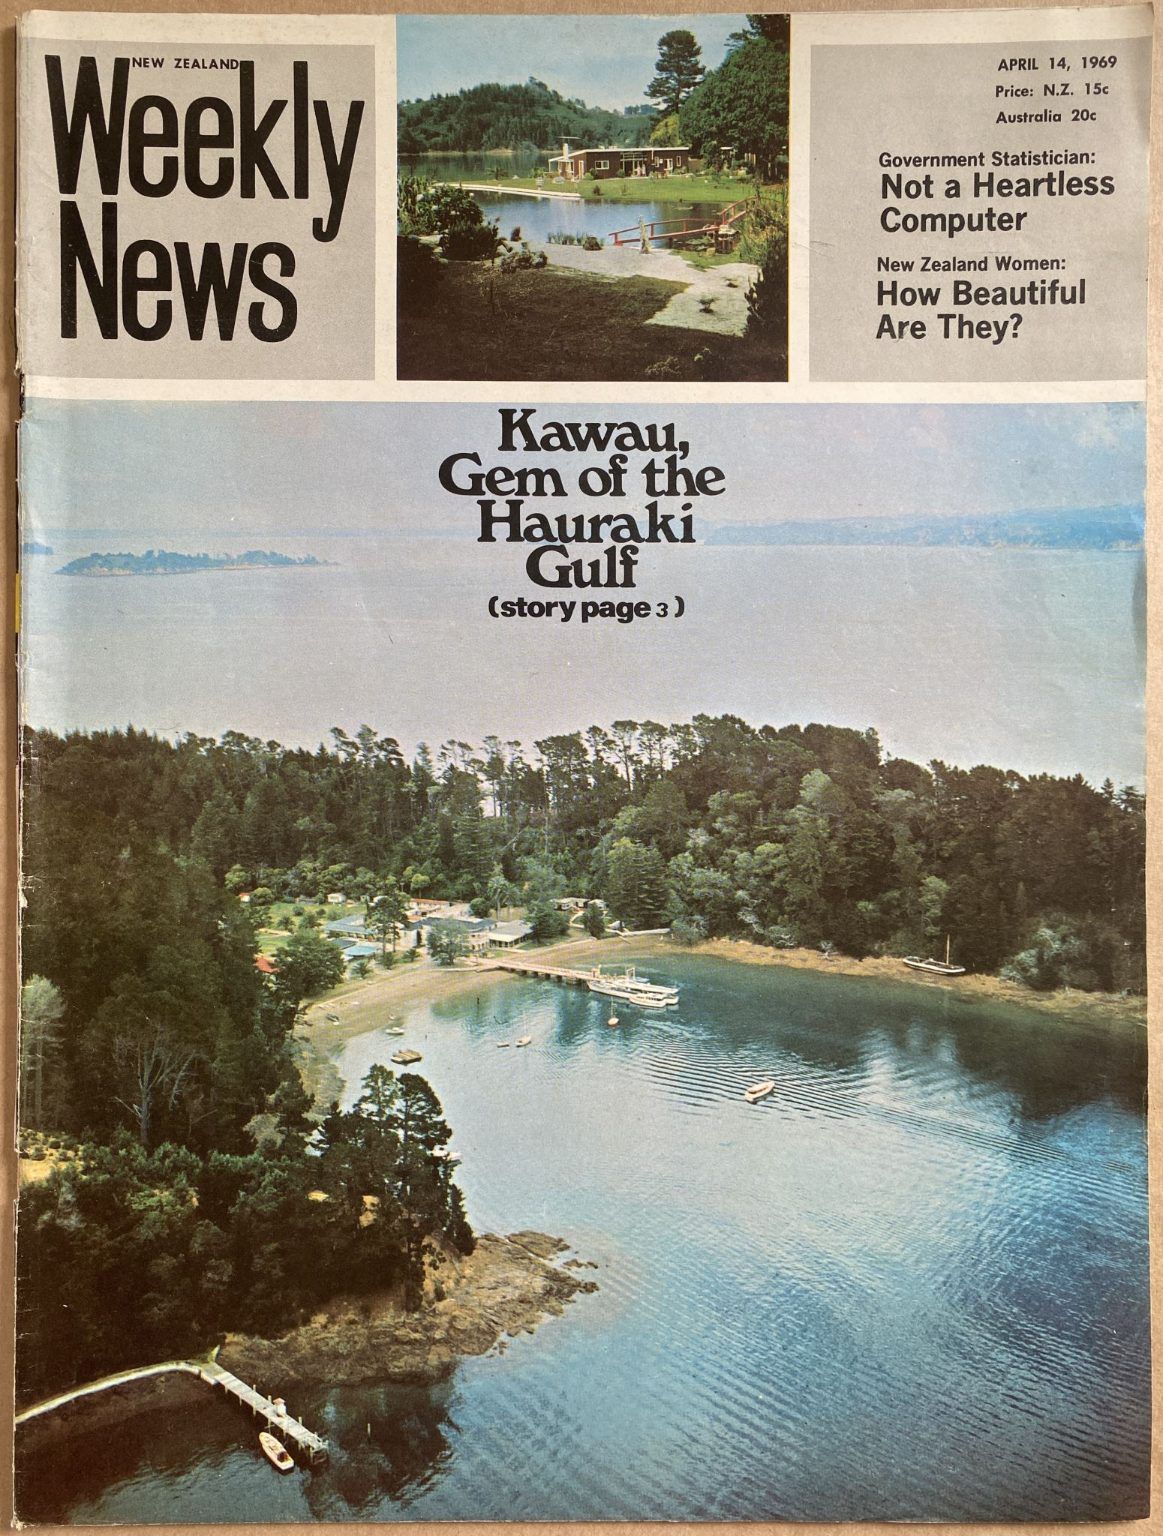 NEW ZEALAND
Weekly
News
APRIL 14, 1969
Price: N.Z. 15c
Australia 20c
Government Statistician:
Not a Heartless
Computer
New Zealand Women:
How Beautiful
Are They?
Kawau,
Gem of the
Hauraki
Gulf
(story page 3)